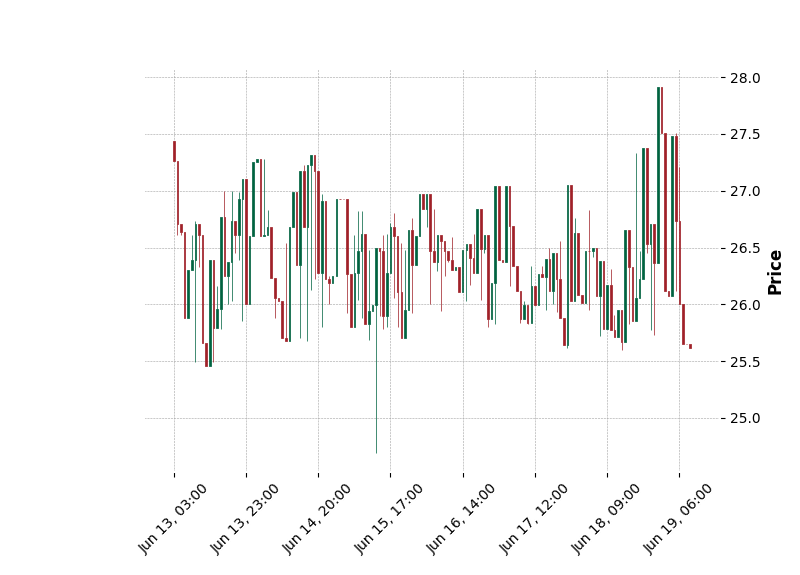 28.0
27.5
27.0
26.5
26.0
25.5
25.0
Price
Jun 13, 03:00
Jun 13, 23:00
Jun 14, 20:00
Jun 15, 17:00
Jun 16, 14:00
Jun 17, 12:00
Jun 18, 09:00
Jun 19, 06:00